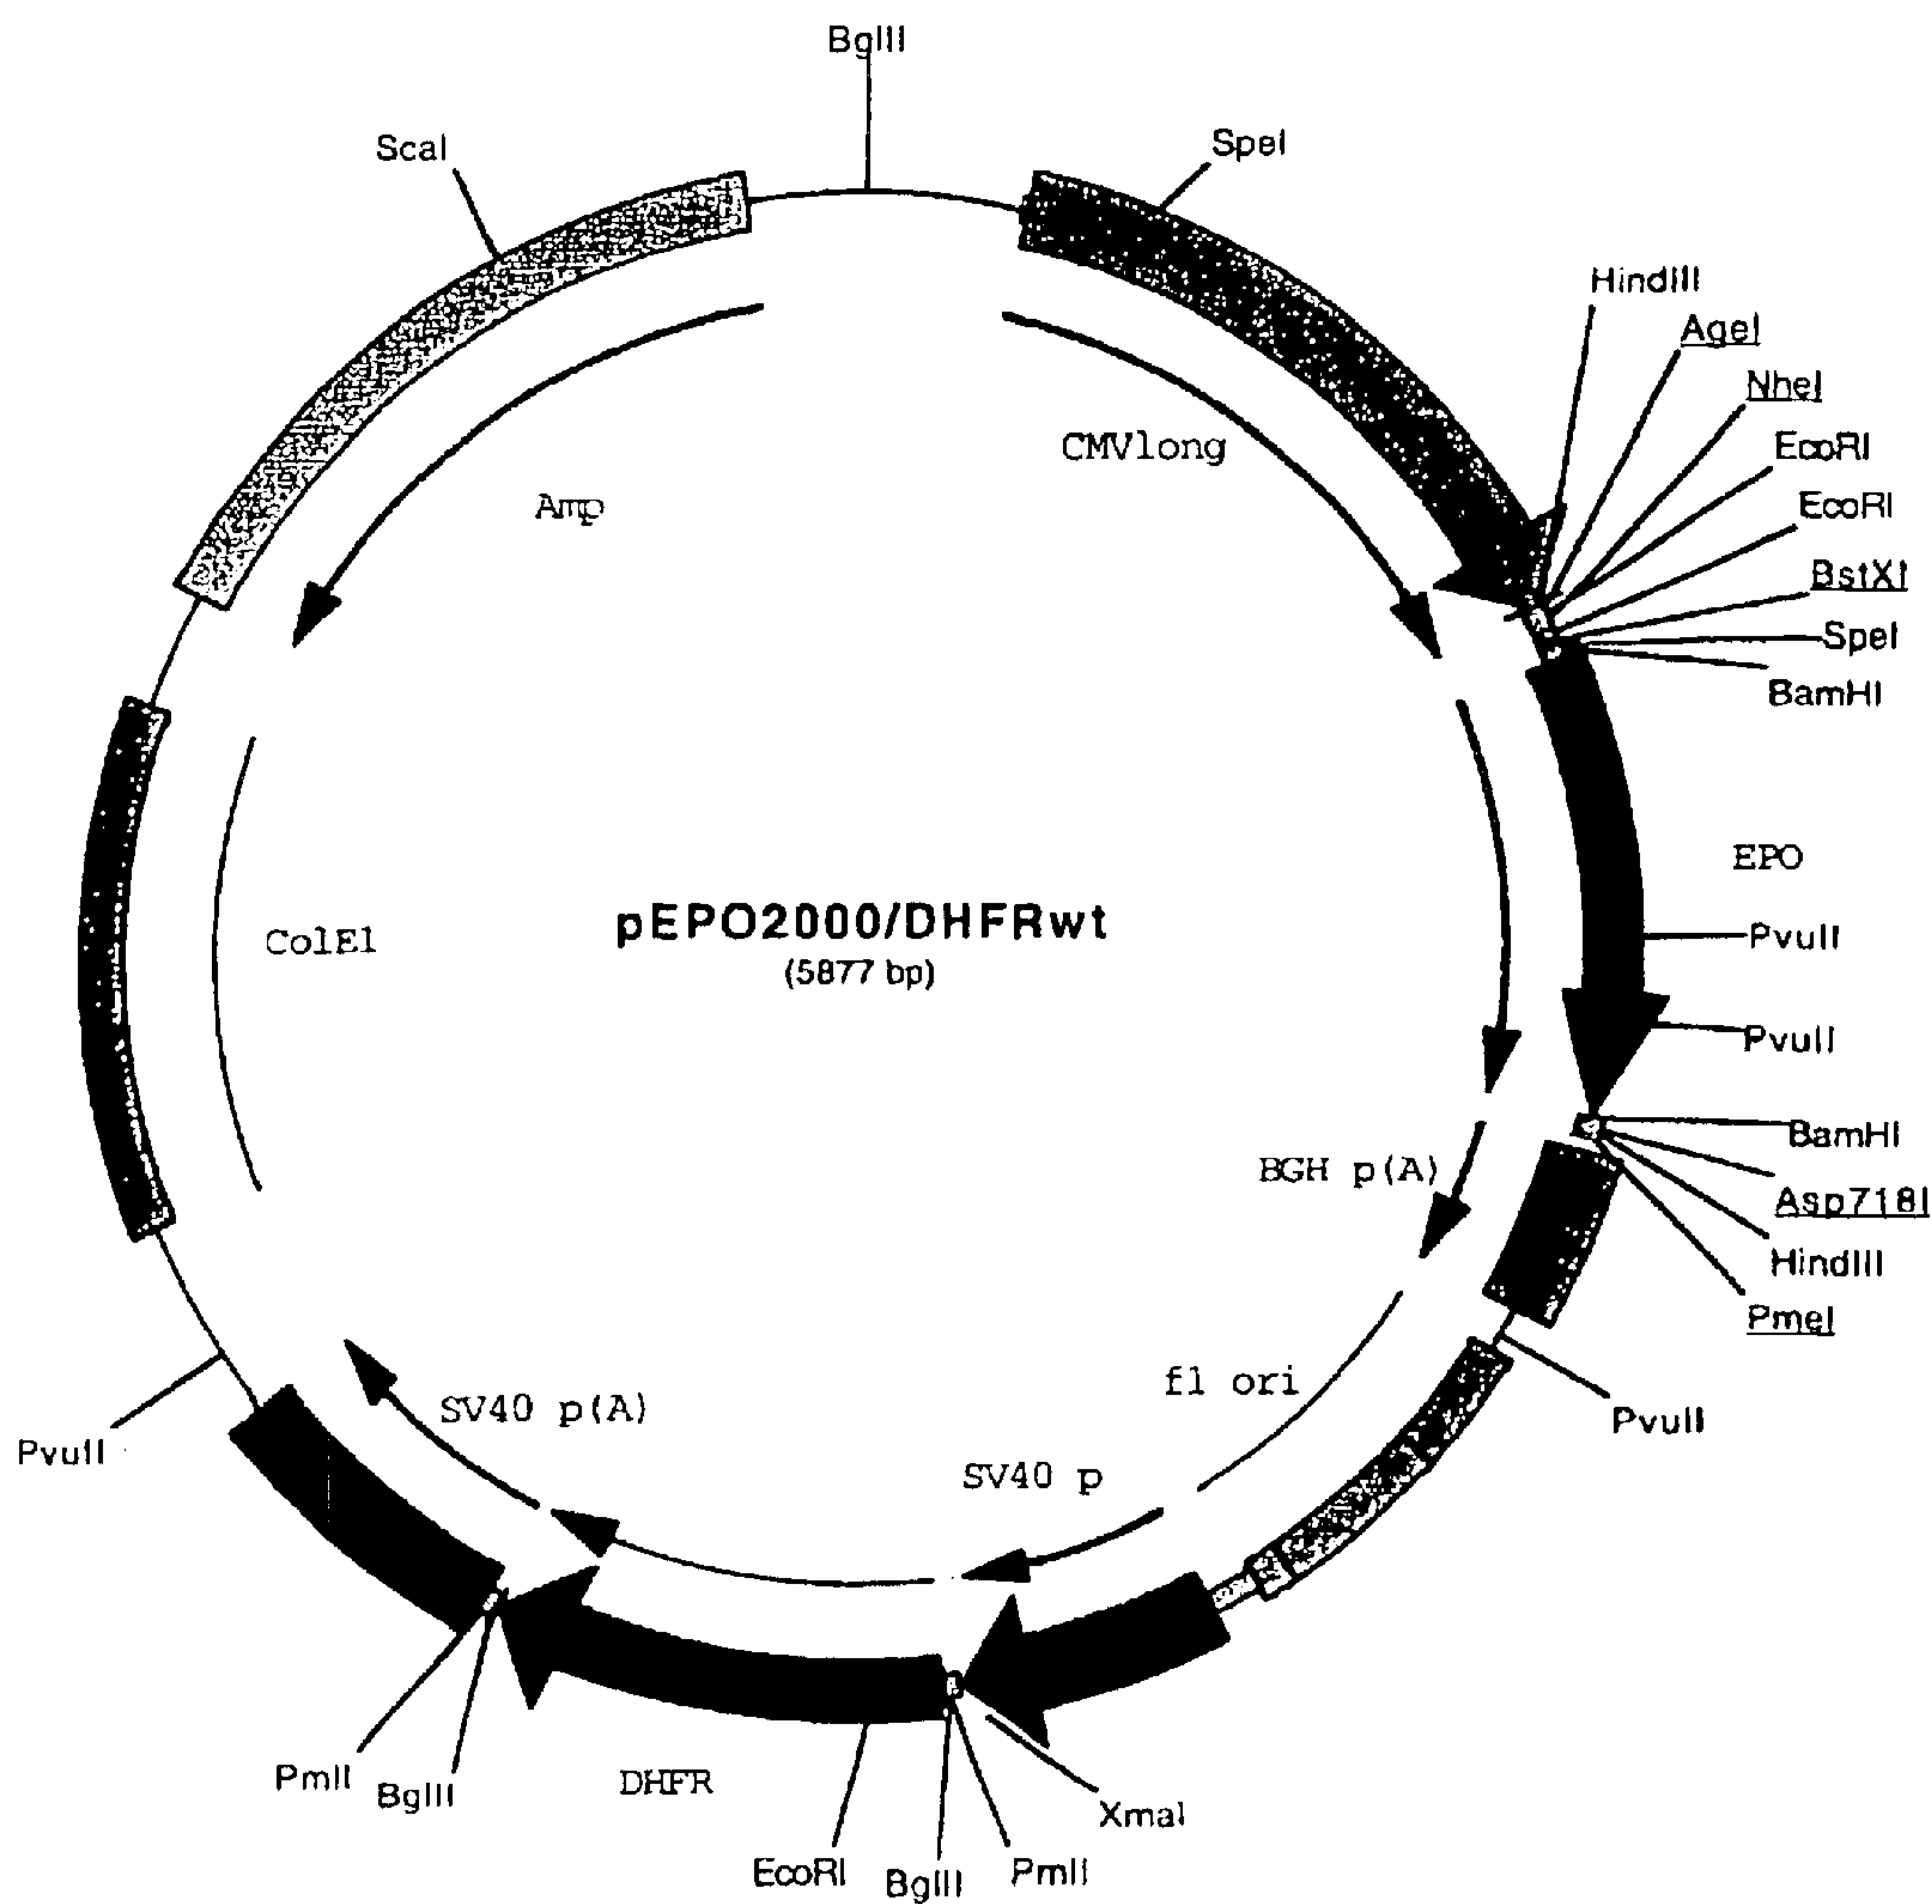 BglII
ScaI
SpeI
HindIII
AgeI
NheI
EcoRI
EcoRI
BstXI
SpeI
BamHI
CMVlong
Amp
EPO
pEPO2000/DHFRwt
(5877 bp)
ColE1
PvuII
PvuII
BamHI
BGH p(A)
Asp718I
HindIII
PmeI
f1 ori
SV40 p(A)
PvuII
PvuII
SV40 p
PmlI
BglII
DHFR
XmaI
EcoRI
BglII
PmlI